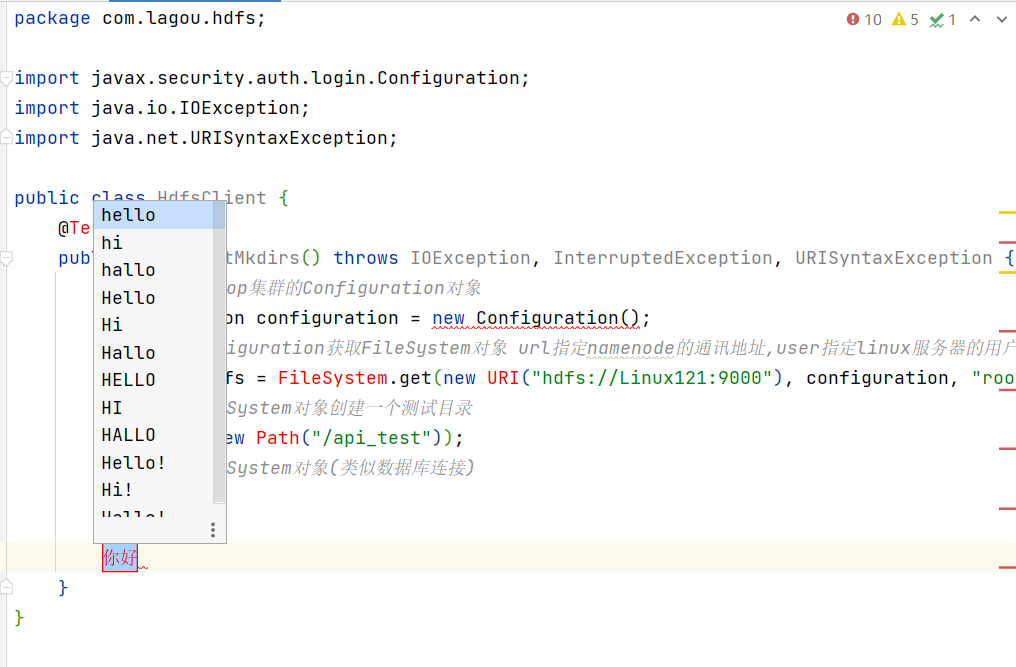 package com.lagou.hdfs;
10 5 1
import javax.security.auth.login.Configuration;
import java.io.IOException;
import java.net.URISyntaxException;
public class HdfsClient {
@Te
publ tMkdirs() throws IOException, InterruptedException, URISyntaxException {
op集群的Configuration对象
on configuration = new Configuration();
iguration获取FileSystem对象 url指定namenode的通讯地址,user指定linux服务器的用户
fs = FileSystem.get(new URI("hdfs://Linux121:9000"), configuration, "roo
System对象创建一个测试目录
ew Path("/api_test"));
System对象(类似数据库连接)
hello
hi
hallo
Hello
Hi
Hallo
HELLO
HI
HALLO
Hello!
Hi!
Hallo!
你好
}
}